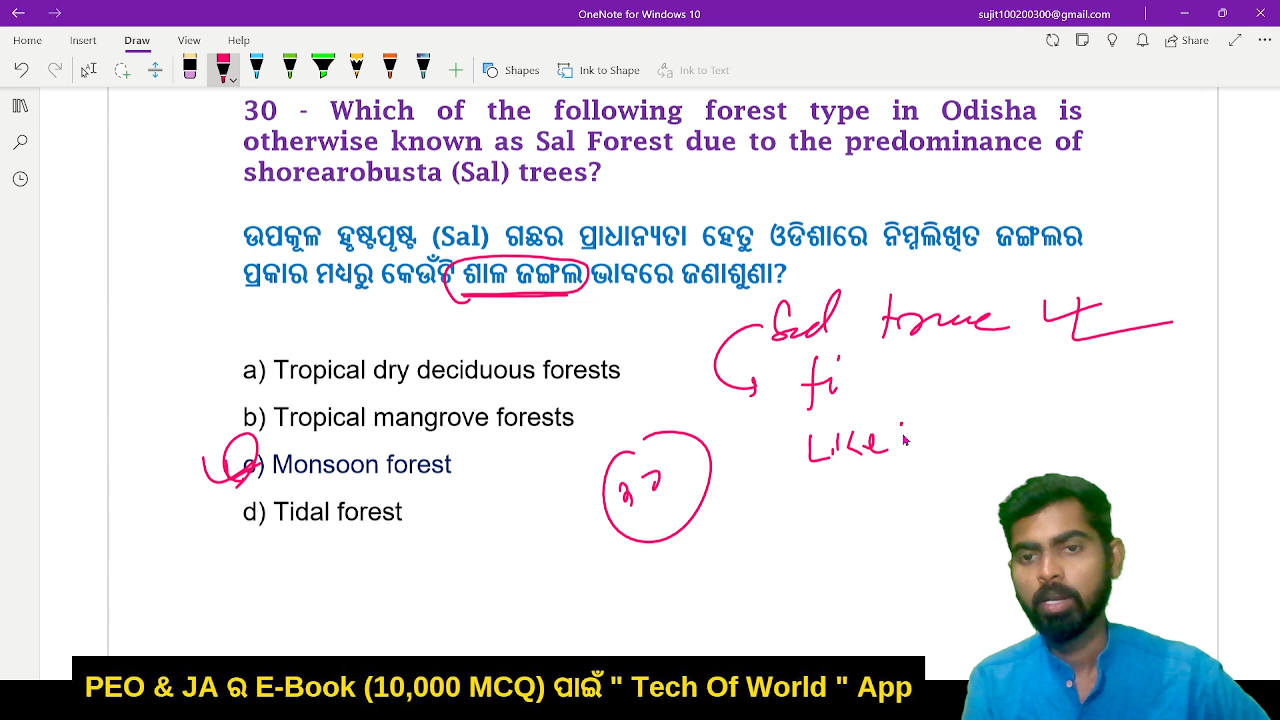 OneNote for Windows 10
sujit100200300@gmail.com
Home Insert Draw View Help
Share
Shapes Ink to Shape Ink to Text
30 - Which of the following forest type in Odisha is
otherwise known as Sal Forest due to the predominance of
shorearobusta (Sal) trees?
ଉପକୂଳ ହୃଷ୍ଟପୃଷ୍ଟ (Sal) ଗଛର ପ୍ରାଧାନ୍ୟତା ହେତୁ ଓଡିଶାରେ ନିମ୍ନଲିଖିତ ଜଙ୍ଗଲର
ପ୍ରକାର ମଧ୍ୟରୁ କେଉଁଟି ଶାଳ ଜଙ୍ଗଲ ଭାବରେ ଜଣାଶୁଣା?
a) Tropical dry deciduous forests
b) Tropical mangrove forests
c) Monsoon forest
d) Tidal forest
Sal
fi
Like
PEO & JA ର E-Book (10,000 MCQ) ପାଇଁ " Tech Of World " App